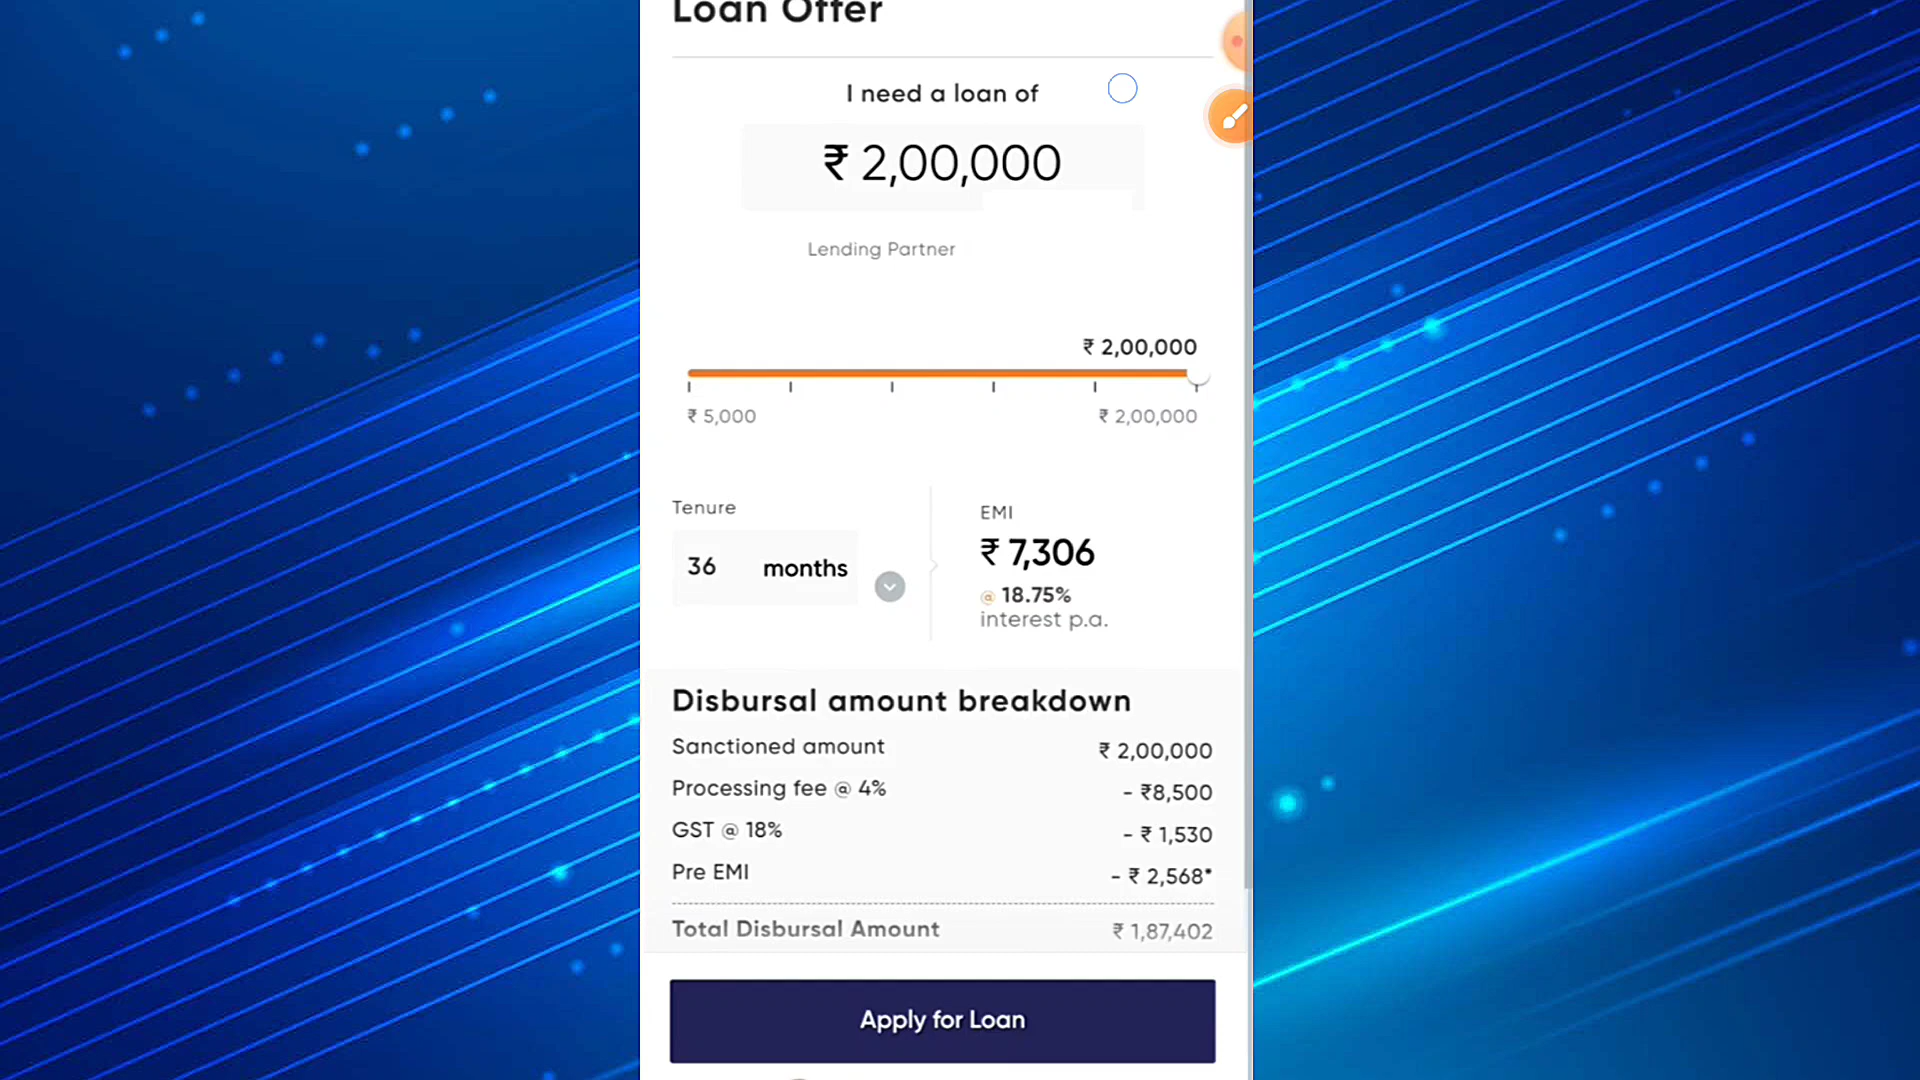 Loan Offer
I need a loan of
₹ 2,00,000
Lending Partner
₹ 2,00,000
₹ 5,000
₹ 2,00,000
Tenure
36 months
EMI
₹ 7,306
@ 18.75%
interest p.a.
Disbursal amount breakdown
Sanctioned amount ₹ 2,00,000
Processing fee @ 4% - ₹8,500
GST @ 18% - ₹ 1,530
Pre EMI - ₹ 2,568*
Total Disbursal Amount ₹ 1,87,402
Apply for Loan